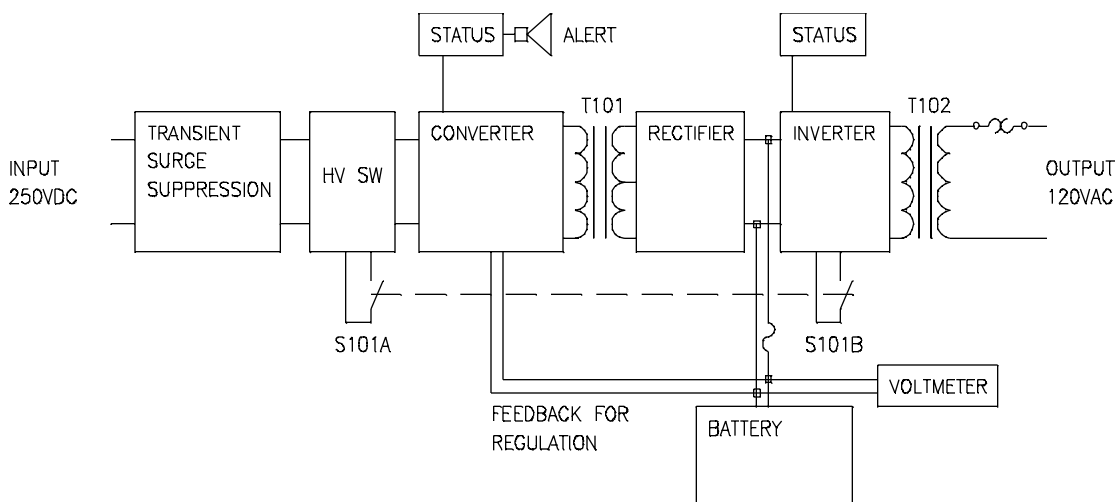 STATUS
ALERT
STATUS
T101
T102
INPUT
250VDC
TRANSIENT
SURGE
SUPPRESSION
HV SW
CONVERTER
RECTIFIER
INVERTER
OUTPUT
120VAC
S101A
S101B
FEEDBACK FOR
REGULATION
VOLTMETER
BATTERY